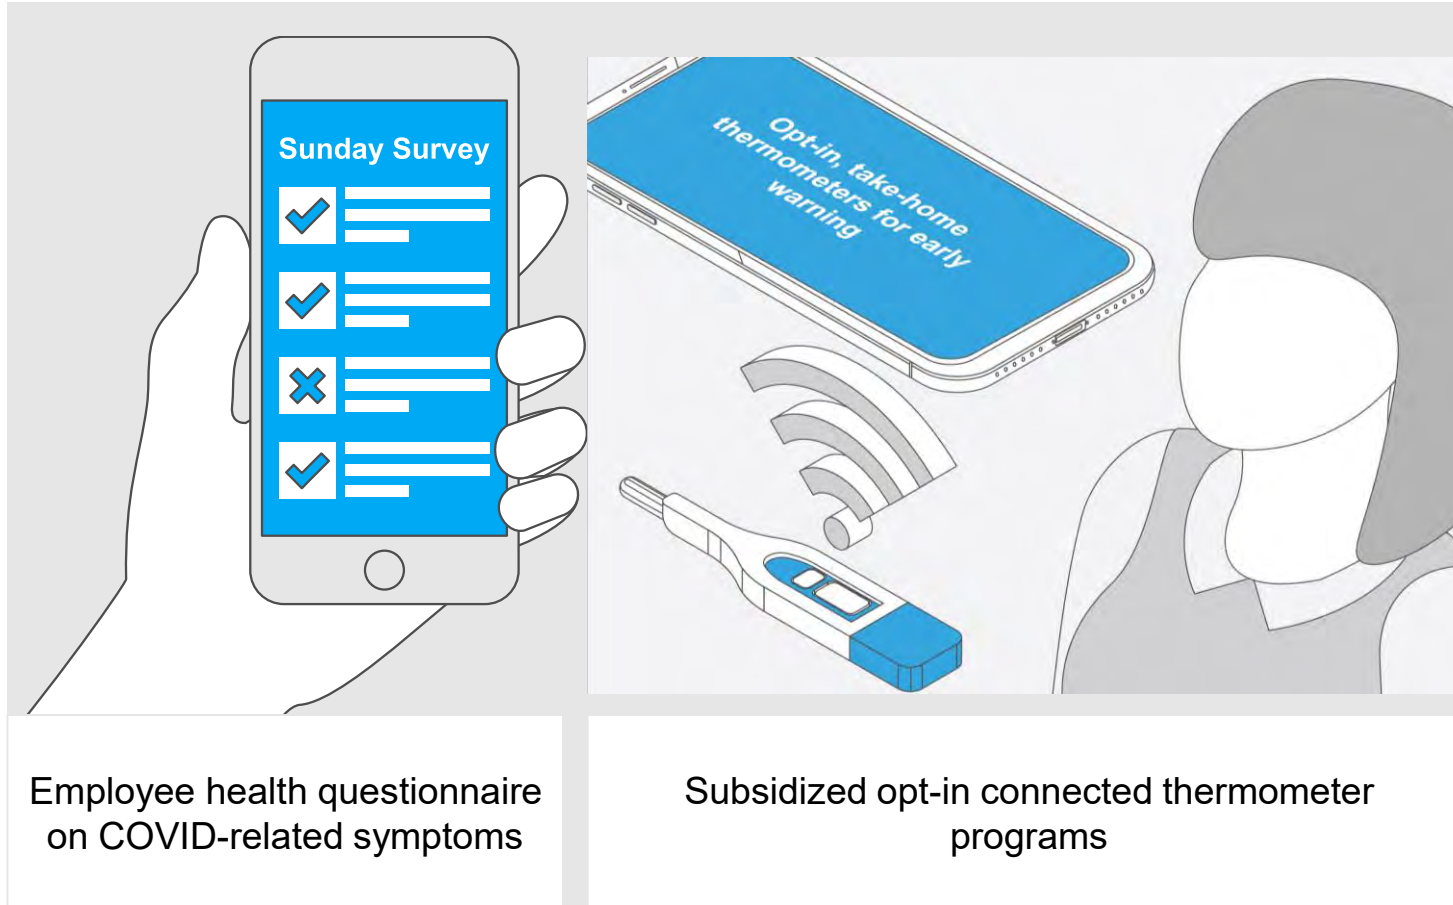 Sunday Survey
Opt-in, take-home
thermometers for early
warning
Employee health questionnaire
on COVID-related symptoms
Subsidized opt-in connected thermometer
programs